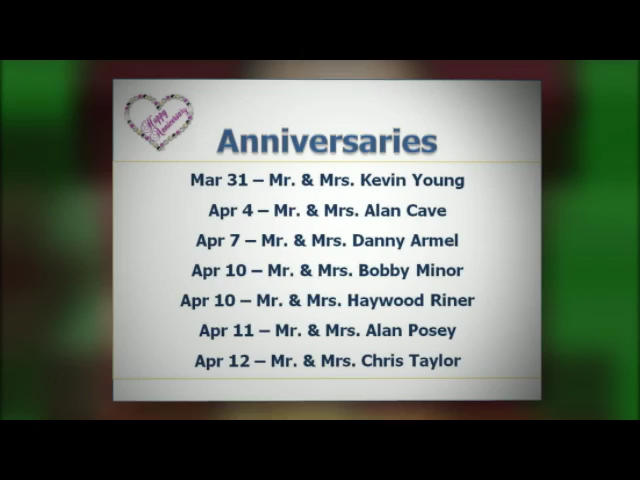 Happy
Anniversary
Anniversaries
Mar 31 – Mr. & Mrs. Kevin Young
Apr 4 – Mr. & Mrs. Alan Cave
Apr 7 – Mr. & Mrs. Danny Armel
Apr 10 – Mr. & Mrs. Bobby Minor
Apr 10 – Mr. & Mrs. Haywood Riner
Apr 11 – Mr. & Mrs. Alan Posey
Apr 12 – Mr. & Mrs. Chris Taylor